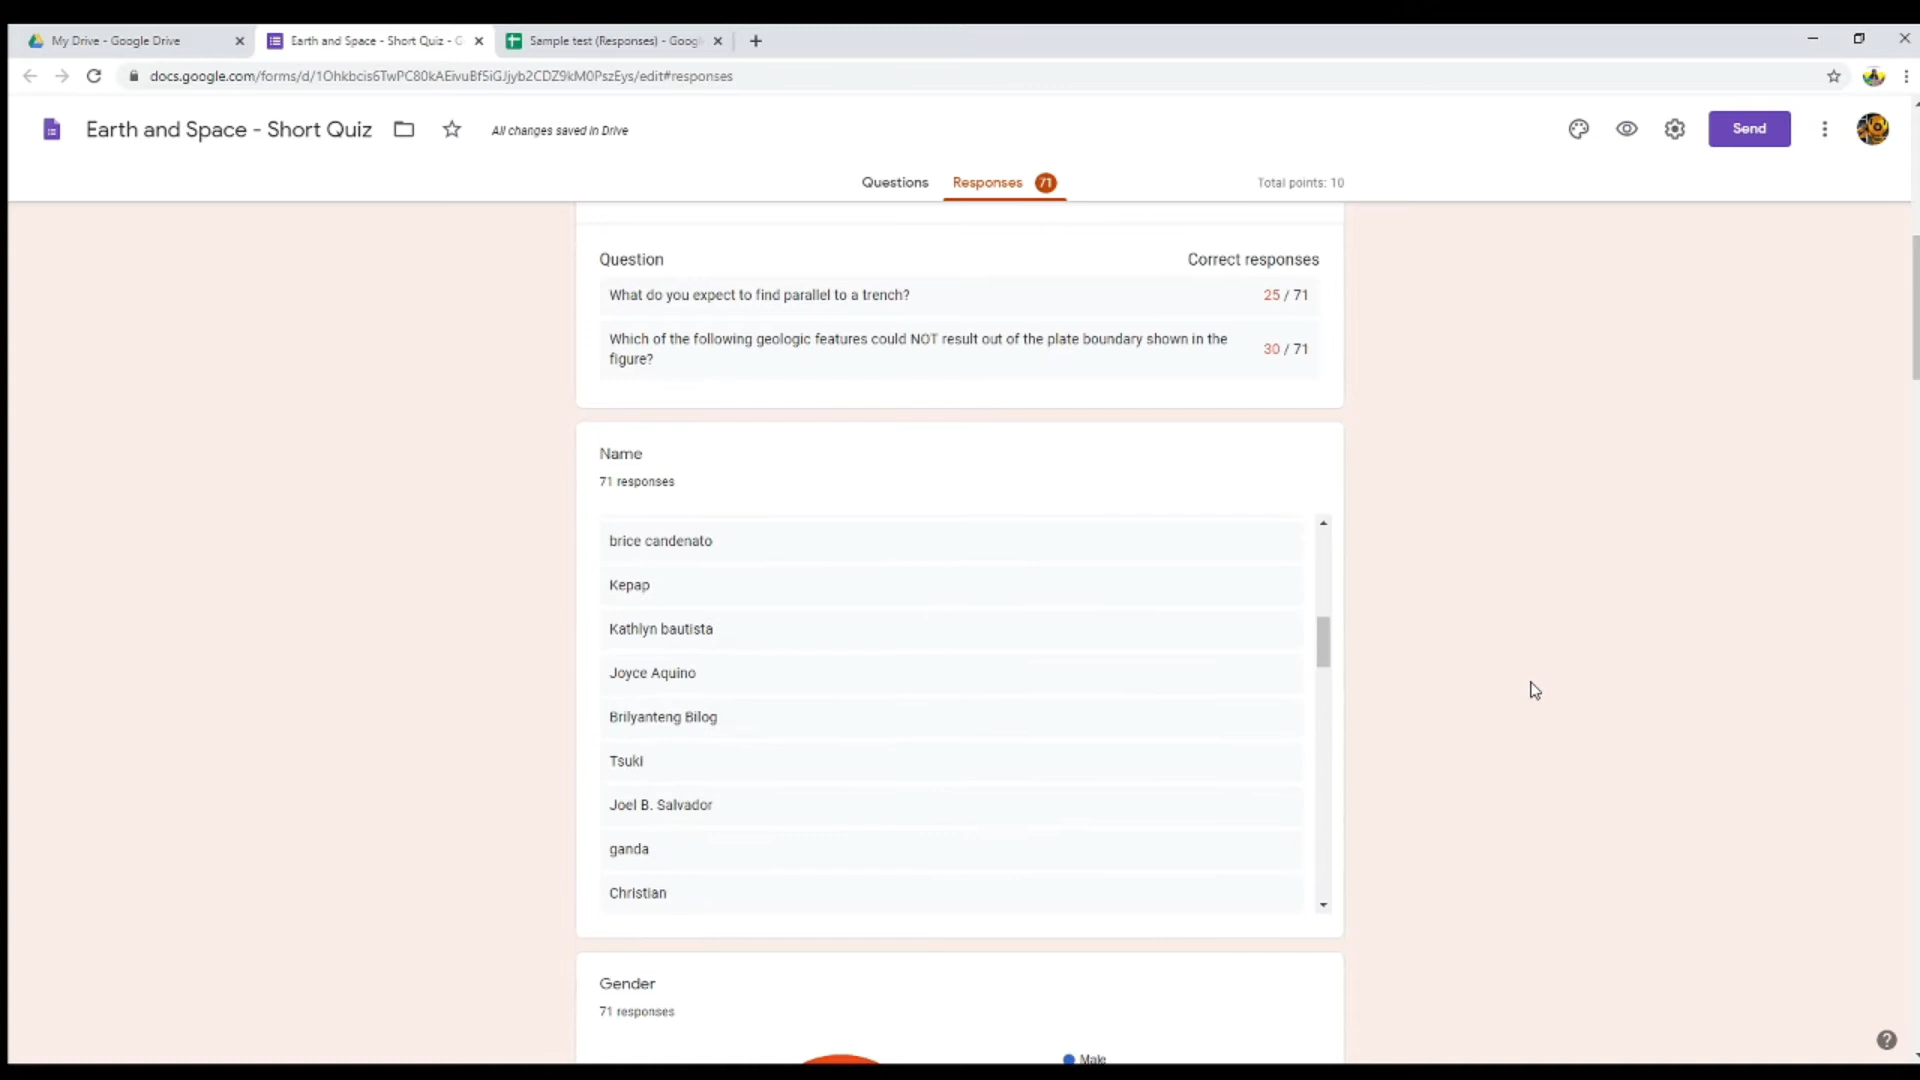 My Drive - Google Drive
Earth and Space - Short Quiz - G
Sample test (Responses) - Googl
docs.google.com/forms/d/1Ohkbcis6TwPC80kAEivuBf5iGJjyb2CDZ9kM0PszEys/edit#responses
Earth and Space - Short Quiz
All changes saved in Drive
Send
Questions
Responses 71
Total points: 10
Question
Correct responses
What do you expect to find parallel to a trench?
25 / 71
Which of the following geologic features could NOT result out of the plate boundary shown in the
figure?
30 / 71
Name
71 responses
brice candenato
Kepap
Kathlyn bautista
Joyce Aquino
Brilyanteng Bilog
Tsuki
Joel B. Salvador
ganda
Christian
Gender
71 responses
Male